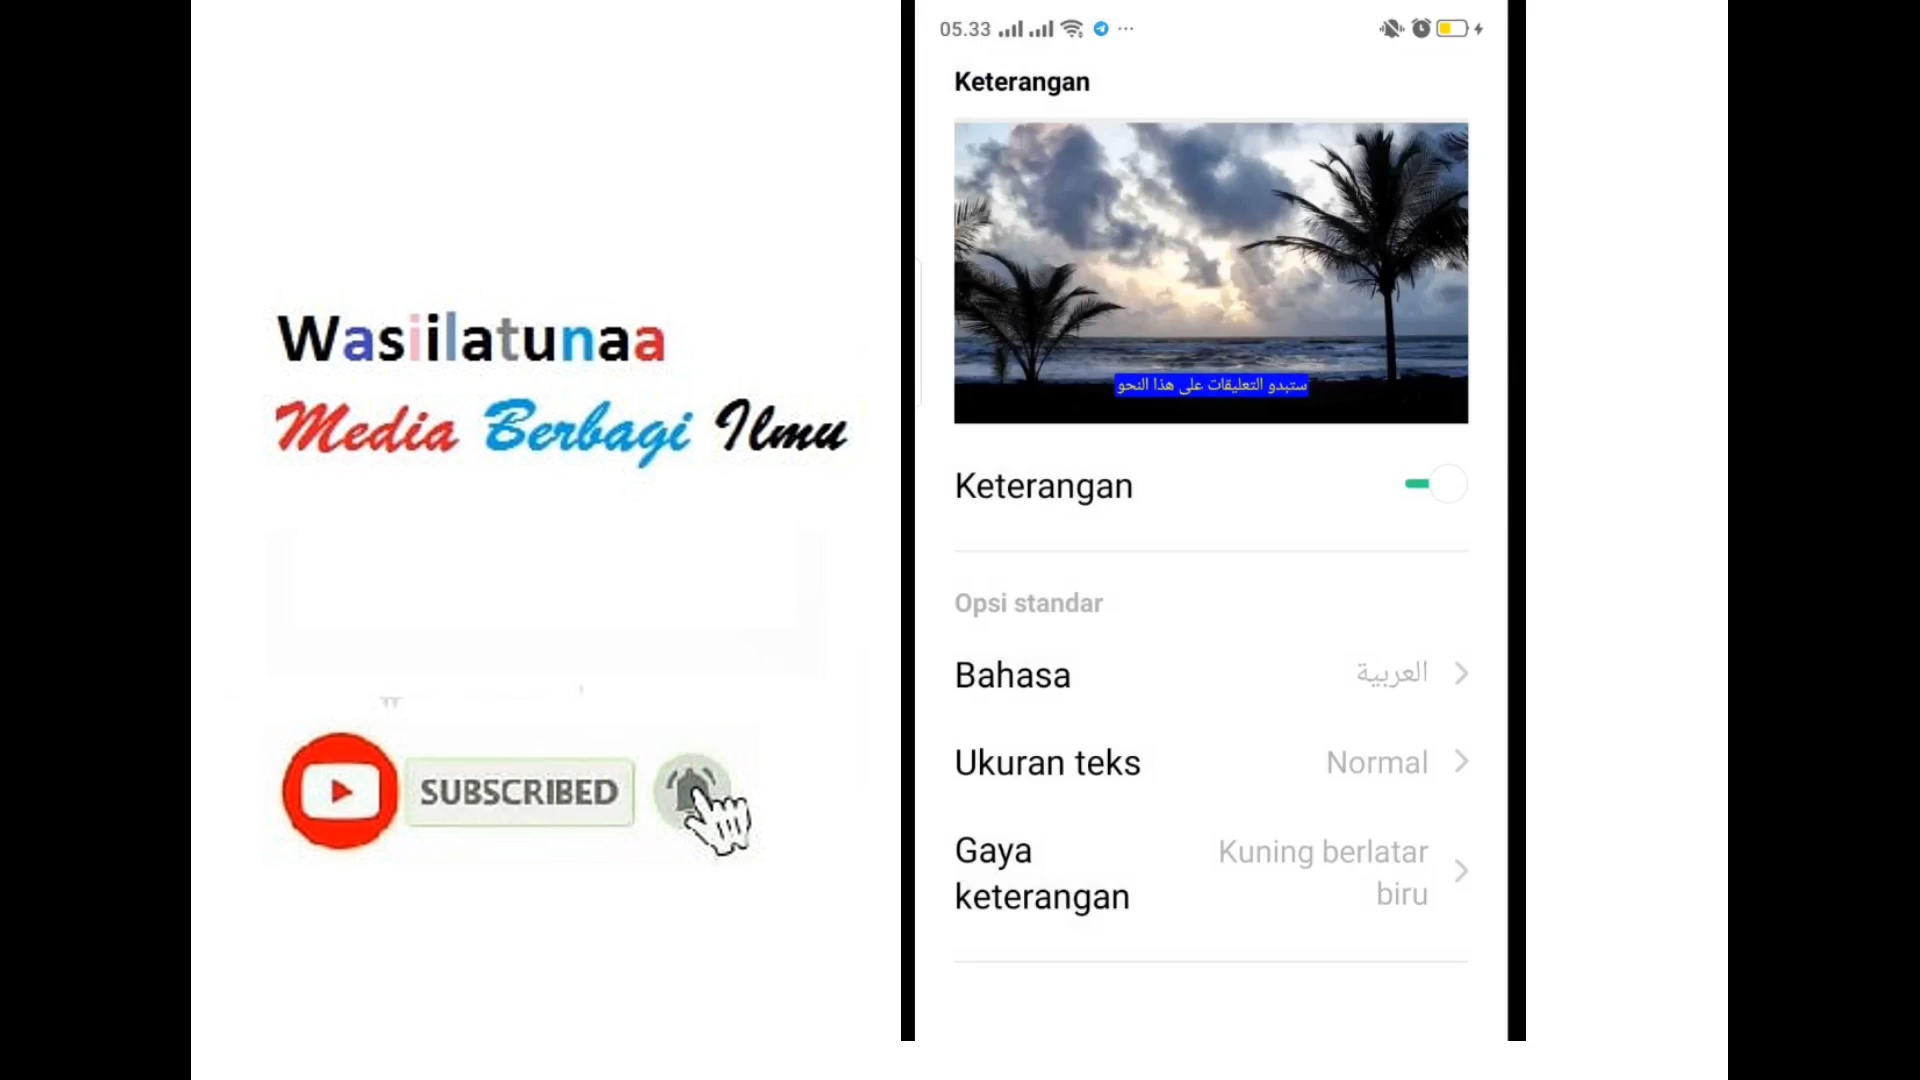 Wasiilatunaa
Media Berbagi Ilmu
SUBSCRIBED
05.33
Keterangan
ستبدو التعليقات على هذا النحو
Keterangan
Opsi standar
Bahasa
العربية
Ukuran teks
Normal
Gaya
keterangan
Kuning berlatar
biru